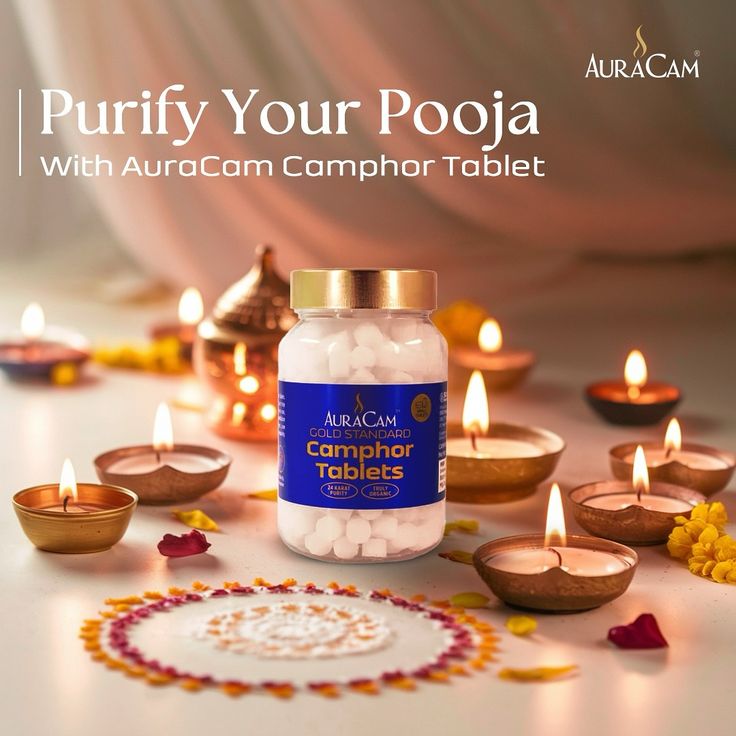 AURACAM®
Purify Your Pooja
With AuraCam Camphor Tablet
AURACAM
GOLD STANDARD
Camphor
Tablets
24 KARAT
PURITY
TRULY
ORGANIC